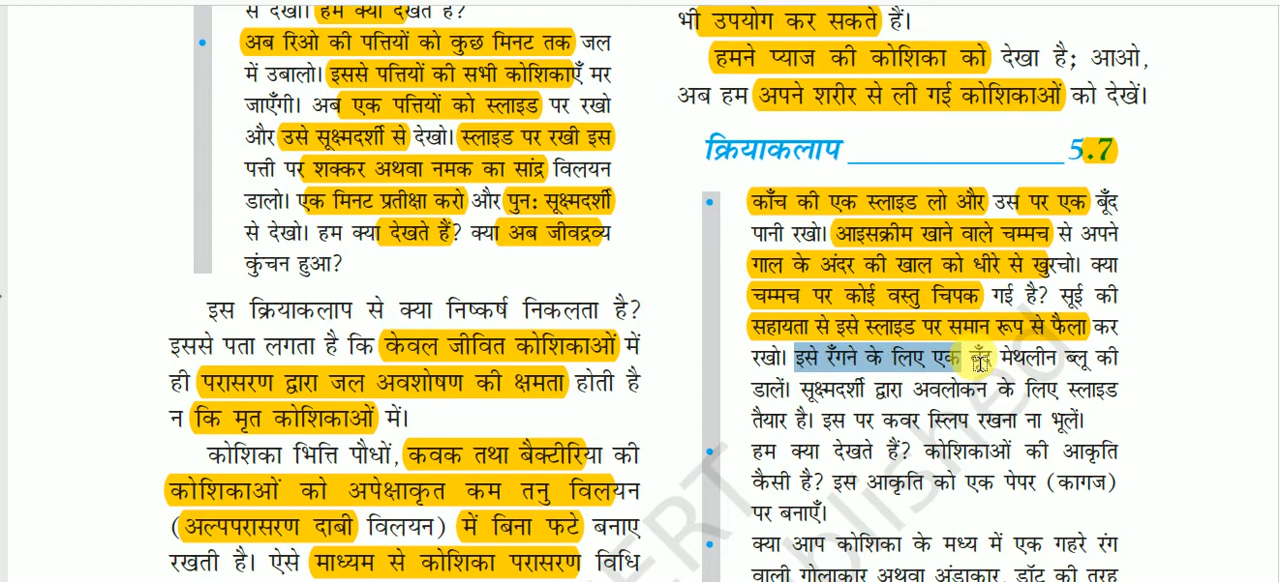 से देखो। हम क्या देखते हैं?
• अब रिओ की पत्तियों को कुछ मिनट तक जल
में उबालो। इससे पत्तियों की सभी कोशिकाएँ मर
जाएँगी। अब एक पत्तियों को स्लाइड पर रखो
और उसे सूक्ष्मदर्शी से देखो। स्लाइड पर रखी इस
पत्ती पर शक्कर अथवा नमक का सांद्र विलयन
डालो। एक मिनट प्रतीक्षा करो और पुन: सूक्ष्मदर्शी
से देखो। हम क्या देखते हैं? क्या अब जीवद्रव्य
कुंचन हुआ?
इस क्रियाकलाप से क्या निष्कर्ष निकलता है?
इससे पता लगता है कि केवल जीवित कोशिकाओं में
ही परासरण द्वारा जल अवशोषण की क्षमता होती है
न कि मृत कोशिकाओं में।
कोशिका भित्ति पौधों, कवक तथा बैक्टीरिया की
कोशिकाओं को अपेक्षाकृत कम तनु विलयन
(अल्पपरासरण दाबी विलयन) में बिना फटे बनाए
रखती है। ऐसे माध्यम से कोशिका परासरण विधि
भी उपयोग कर सकते हैं।
हमने प्याज की कोशिका को देखा है; आओ,
अब हम अपने शरीर से ली गई कोशिकाओं को देखें।
क्रियाकलाप ______________ 5.7
• काँच की एक स्लाइड लो और उस पर एक बूँद
पानी रखो। आइसक्रीम खाने वाले चम्मच से अपने
गाल के अंदर की खाल को धीरे से खुरचो। क्या
चम्मच पर कोई वस्तु चिपक गई है? सूई की
सहायता से इसे स्लाइड पर समान रूप से फैला कर
रखो। इसे रँगने के लिए एक बूँद मेथलीन ब्लू की
डालें। सूक्ष्मदर्शी द्वारा अवलोकन के लिए स्लाइड
तैयार है। इस पर कवर स्लिप रखना ना भूलें।
• हम क्या देखते हैं? कोशिकाओं की आकृति
कैसी है? इस आकृति को एक पेपर (कागज)
पर बनाएँ।
• क्या आप कोशिका के मध्य में एक गहरे रंग
वाली गोलाकार अथवा अंडाकार, डॉट की तरह